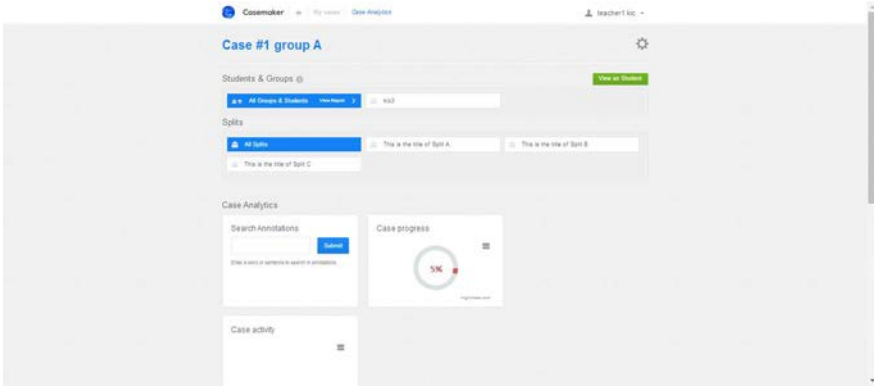 Casemaker My cases Case Analytics teacher1 kic
Case #1 group A
Students & Groups
View as Student
All Groups & Students View Report
kic3
Splits
All Splits
This is the title of Split A
This is the title of Split B
This is the title of Split C
Case Analytics
Search Annotations
Submit
Enter a word or sentence to search in annotations.
Case progress
5%
Case activity